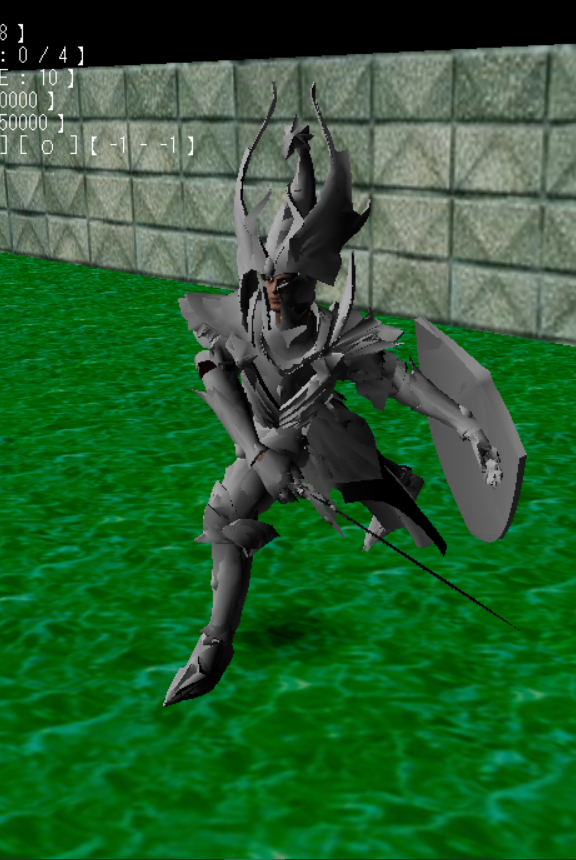 8 】
: 0 / 4 】
E : 10 】
0000 】
50000 】
] [ ○ ] 【 -1 - -1 】